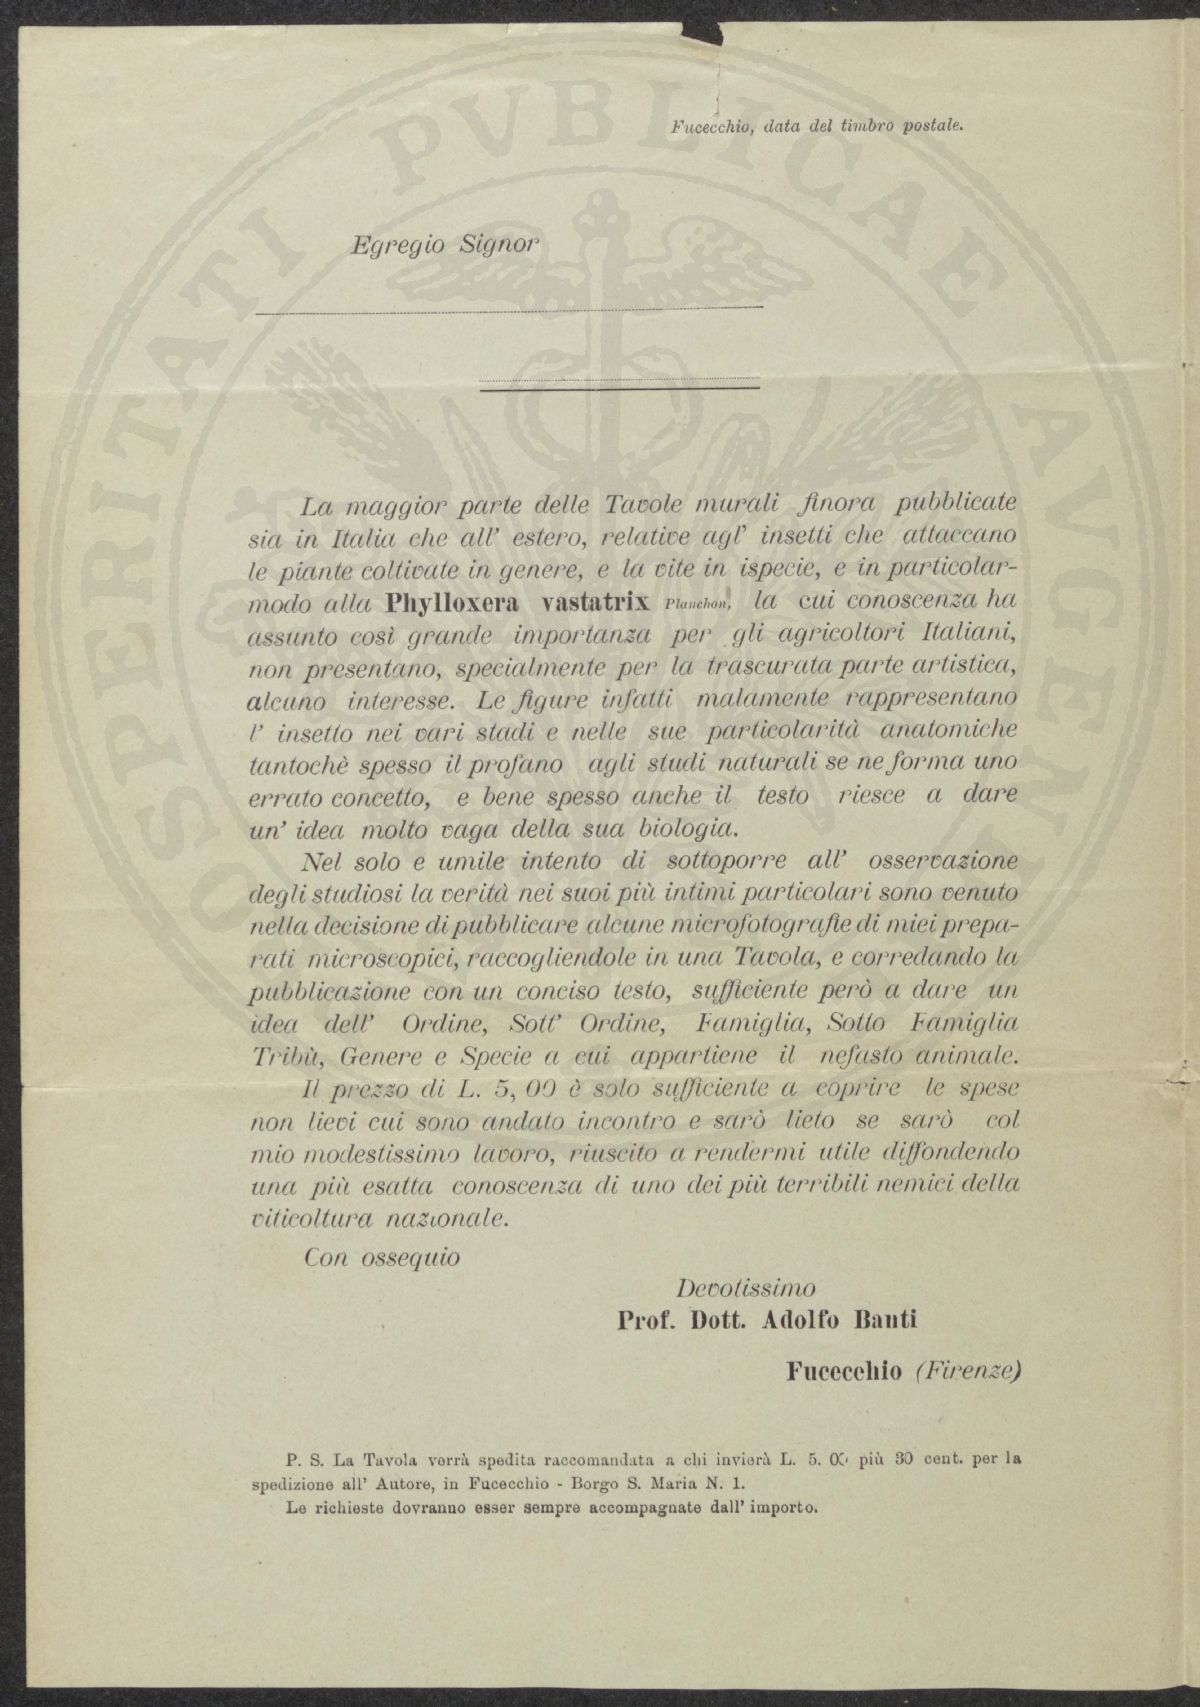 PROSPERITATI PVBLICAE AVGENDAE
Fucecchio, data del timbro postale.
Egregio Signor
La maggior parte delle Tavole murali finora pubblicate
sia in Italia che all' estero, relative agl' insetti che attaccano
le piante coltivate in genere, e la vite in ispecie, e in particolar-
modo alla Phylloxera vastatrix Planchon, la cui conoscenza ha
assunto così grande importanza per gli agricoltori Italiani,
non presentano, specialmente per la trascurata parte artistica,
alcuno interesse. Le figure infatti malamente rappresentano
l' insetto nei vari stadi e nelle sue particolarità anatomiche
tantochè spesso il profano agli studi naturali se ne forma uno
errato concetto, e bene spesso anche il testo riesce a dare
un' idea molto vaga della sua biologia.
Nel solo e umile intento di sottoporre all' osservazione
degli studiosi la verità nei suoi più intimi particolari sono venuto
nella decisione di pubblicare alcune microfotografie di miei prepa-
rati microscopici, raccogliendole in una Tavola, e corredando la
pubblicazione con un conciso testo, sufficiente però a dare un
idea dell' Ordine, Sott' Ordine, Famiglia, Sotto Famiglia
Tribù, Genere e Specie a cui appartiene il nefasto animale.
Il prezzo di L. 5, 00 è solo sufficiente a coprire le spese
non lievi cui sono andato incontro e sarò lieto se sarò col
mio modestissimo lavoro, riuscito a rendermi utile diffondendo
una più esatta conoscenza di uno dei più terribili nemici della
viticoltura nazionale.
Con ossequio
Devotissimo
Prof. Dott. Adolfo Banti
Fucecchio (Firenze)
P. S. La Tavola verrà spedita raccomandata a chi invierà L. 5. 00 più 30 cent. per la
spedizione all' Autore, in Fucecchio - Borgo S. Maria N. 1.
Le richieste dovranno esser sempre accompagnate dall' importo.